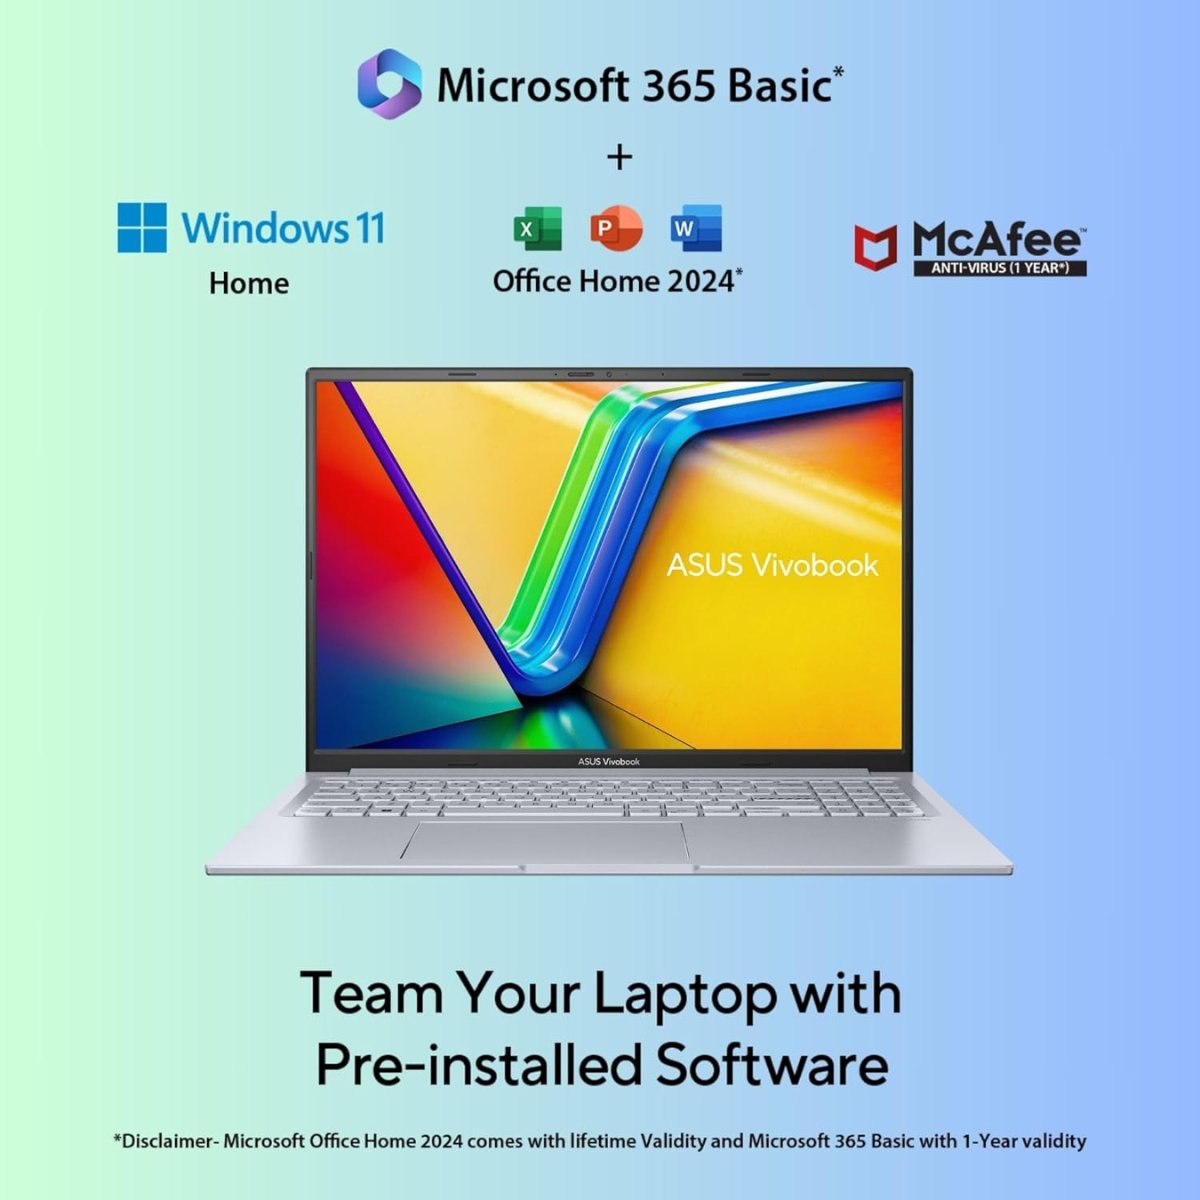 Microsoft 365 Basic*
+
Windows 11
Home
X
P
W
Office Home 2024*
McAfee™
ANTI-VIRUS (1 YEAR*)
ASUS Vivobook
ASUS Vivobook
Team Your Laptop with
Pre-installed Software
*Disclaimer- Microsoft Office Home 2024 comes with lifetime Validity and Microsoft 365 Basic with 1-Year validity